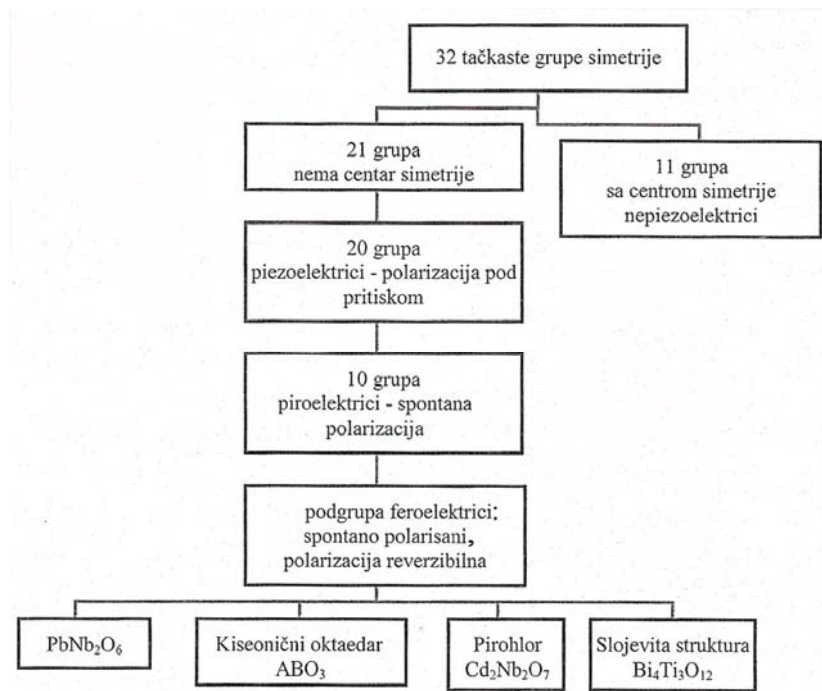 32 tačkaste grupe simetrije
21 grupa
nema centar simetrije
11 grupa
sa centrom simetrije
nepiezoelektrici
20 grupa
piezoelektrici - polarizacija pod
pritiskom
10 grupa
piroelektrici - spontana
polarizacija
podgrupa feroelektrici:
spontano polarisani,
polarizacija reverzibilna
PbNb₂O₆
Kiseonični oktaedar
ABO₃
Pirohlor
Cd₂Nb₂O₇
Slojevita struktura
Bi₄Ti₃O₁₂